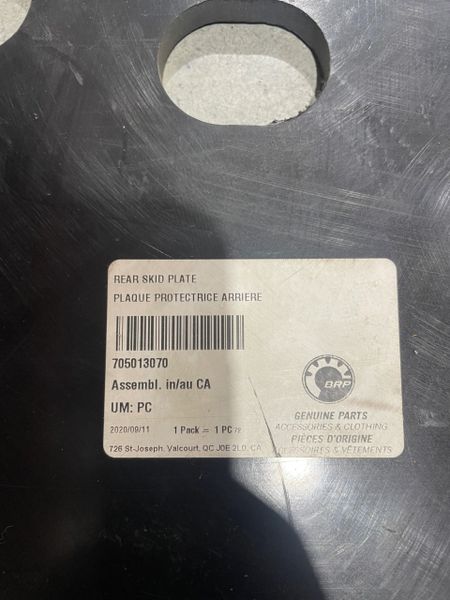 REAR SKID PLATE
PLAQUE PROTECTRICE ARRIERE
705013070
Assembl. in/au CA
UM: PC
2020/09/11 1 Pack = 1 PC 72
726 St-Joseph, Valcourt, QC J0E 2L0, CA
BRP
GENUINE PARTS
ACCESSORIES & CLOTHING
PIÈCES D'ORIGINE
ACCESSOIRES & VÊTEMENTS